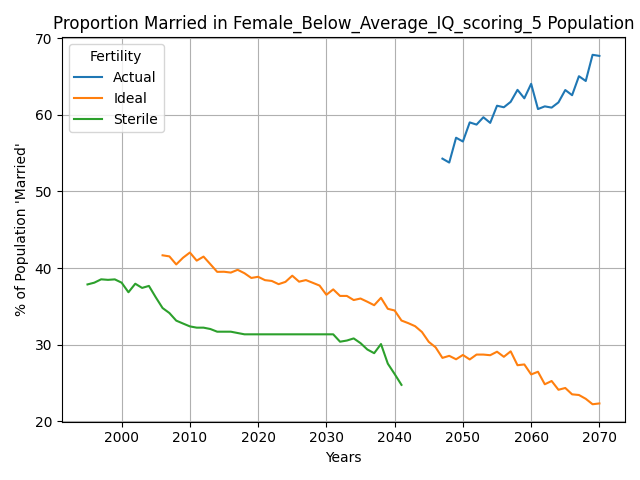 Proportion Married in Female_Below_Average_IQ_scoring_5 Population
Fertility
Actual
Ideal
Sterile
% of Population 'Married'
70
60
50
40
30
20
2000
2010
2020
2030
2040
2050
2060
2070
Years